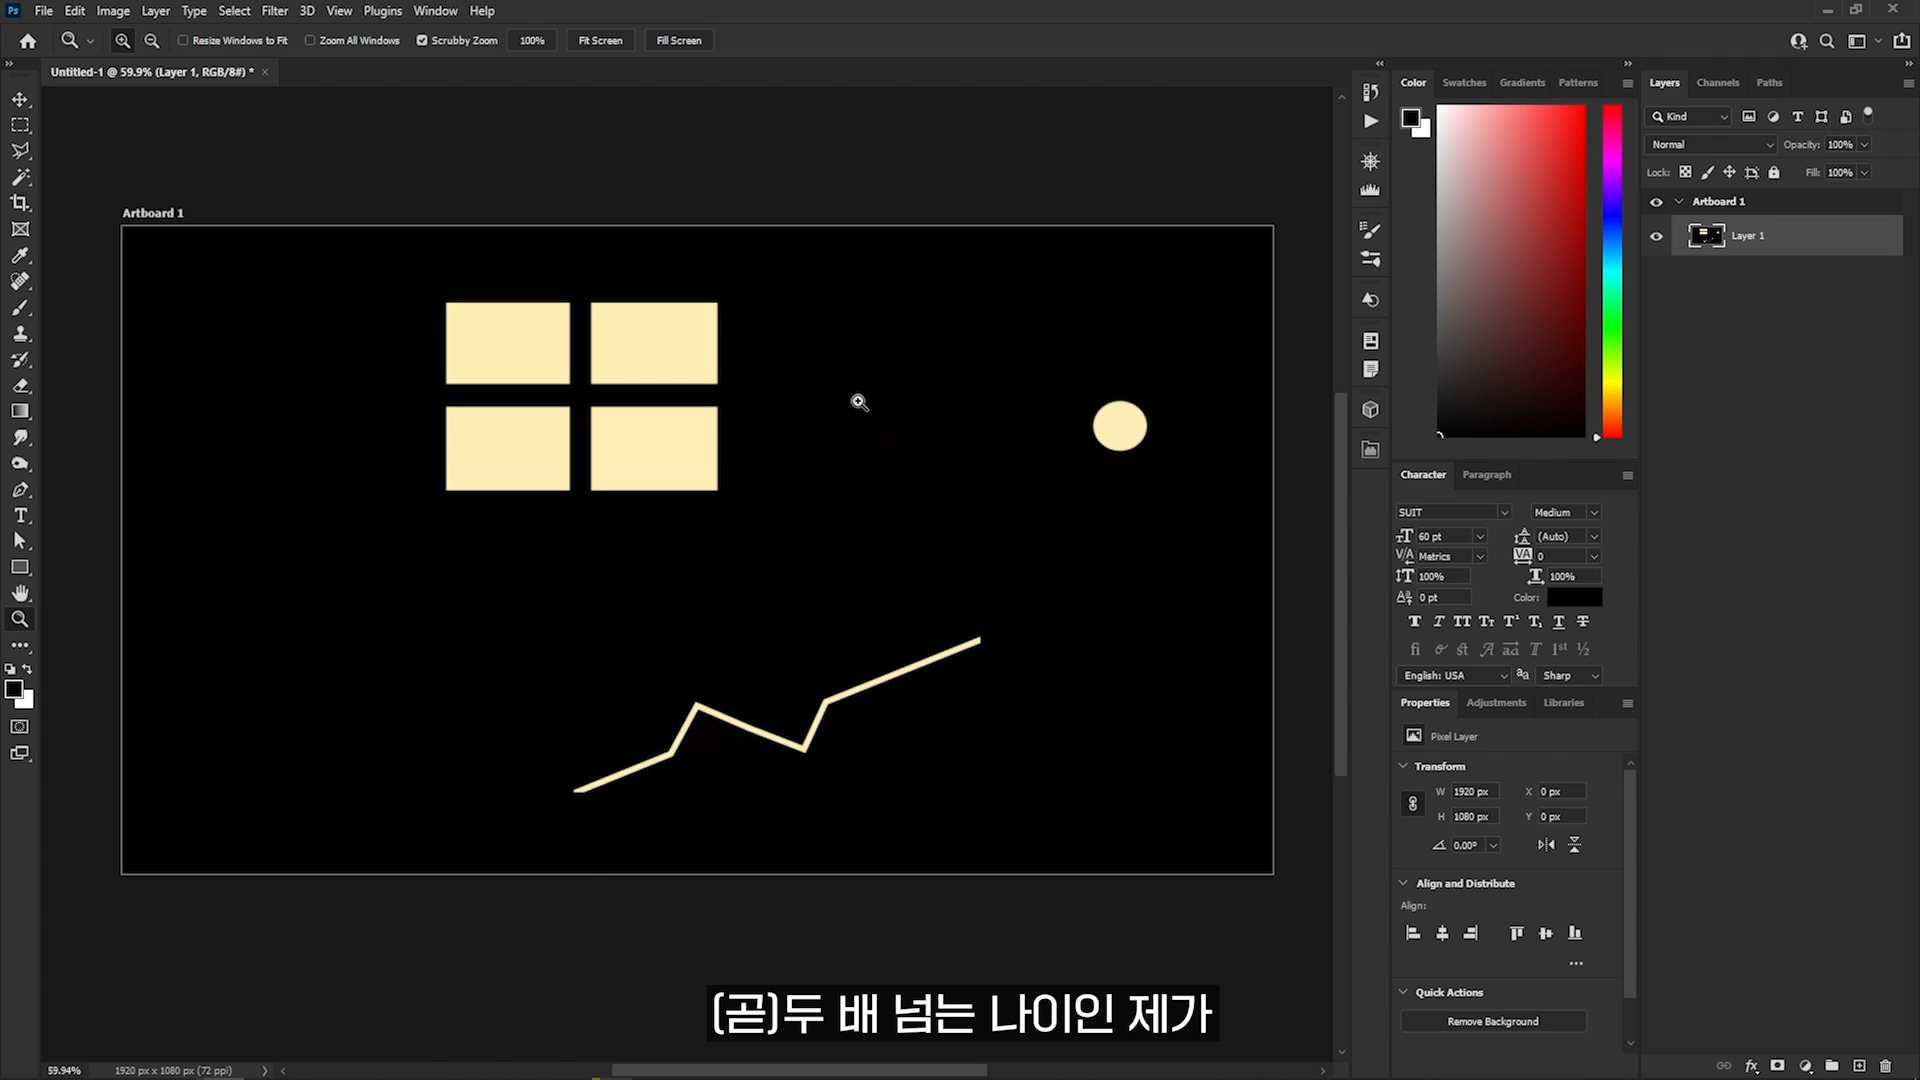 Ps File Edit Image Layer Type Select Filter 3D View Plugins Window Help
Resize Windows to Fit Zoom All Windows Scrubby Zoom 100% Fit Screen Fill Screen
Untitled-1 @ 59.9% (Layer 1, RGB/8#) * ×
Artboard 1
(곧)두 배 넘는 나이인 제가
59.94% 1920 px x 1080 px (72 ppi)
Color Swatches Gradients Patterns
Character Paragraph
SUIT Medium
60 pt (Auto)
Metrics 0
100% 100%
0 pt Color:
English: USA Sharp
Properties Adjustments Libraries
Pixel Layer
Transform
W 1920 px X 0 px
H 1080 px Y 0 px
0.00°
Align and Distribute
Align:
Quick Actions
Remove Background
Layers Channels Paths
Kind
Normal Opacity: 100%
Lock: Fill: 100%
Artboard 1
Layer 1